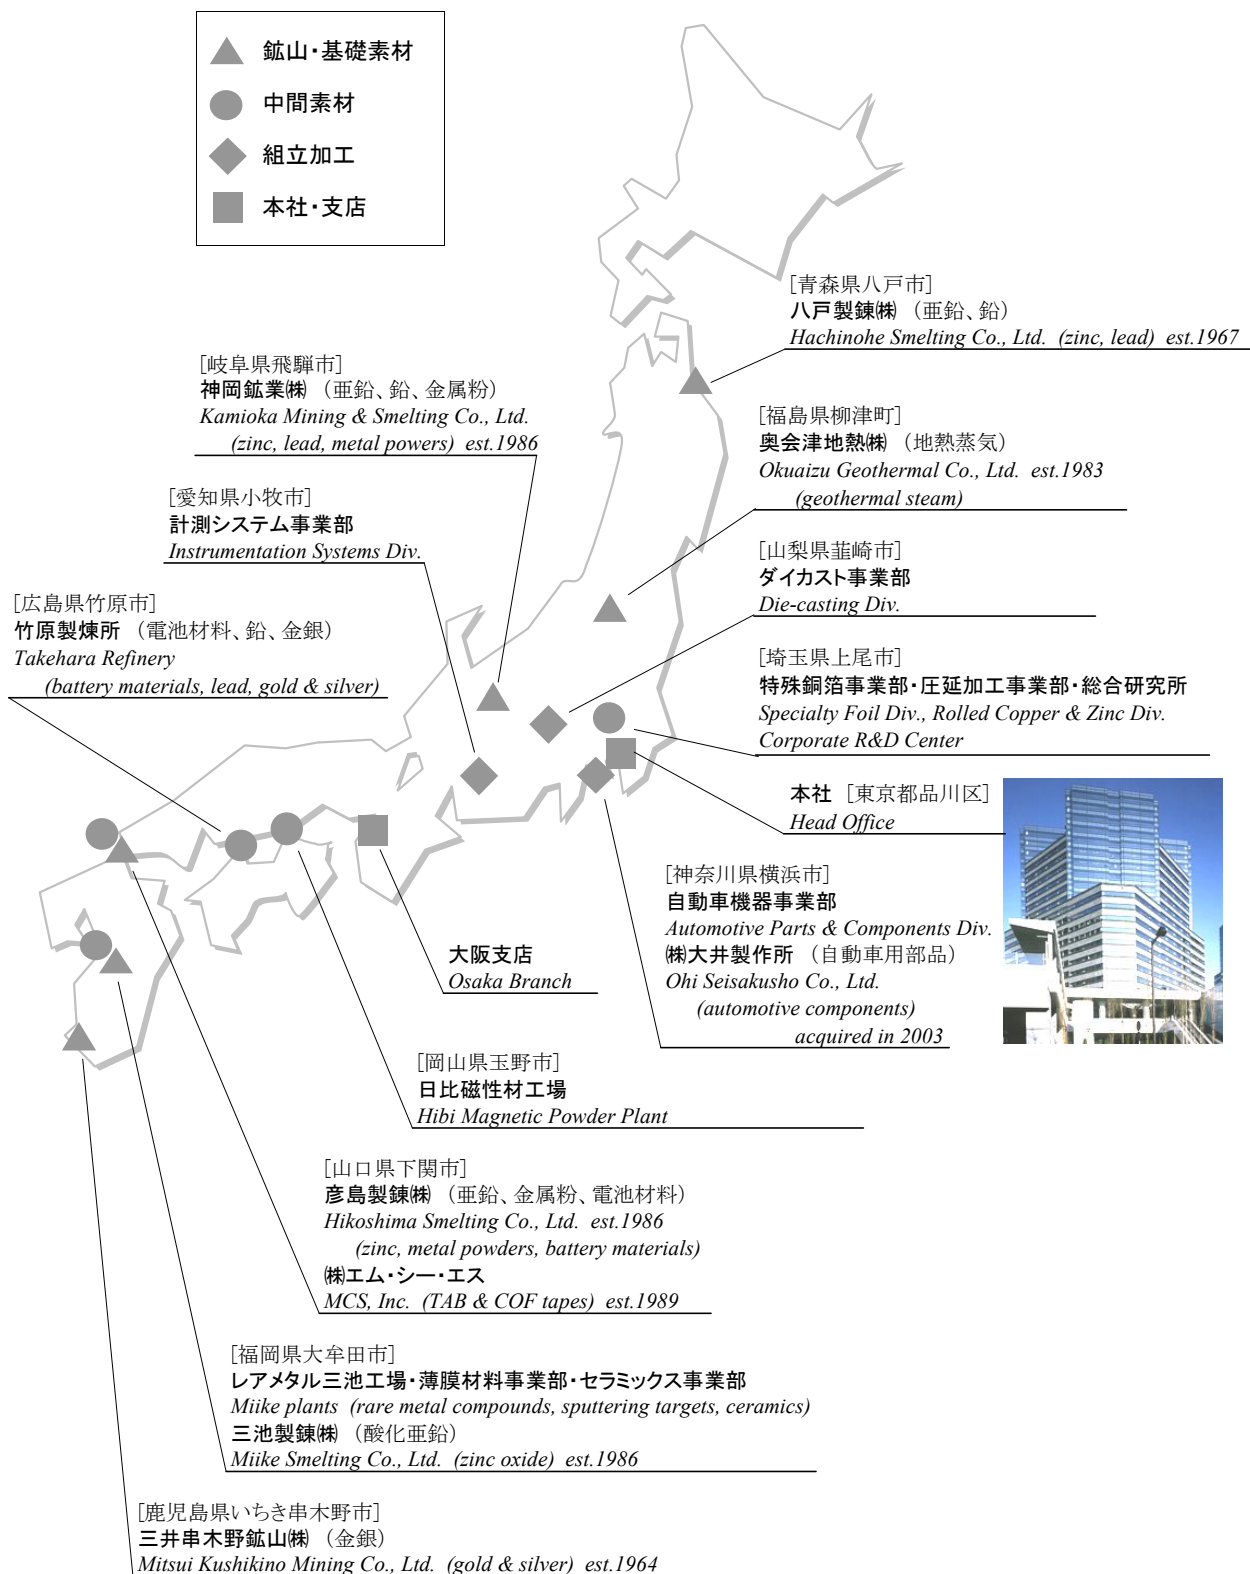 鉱山・基礎素材
中間素材
組立加工
本社・支店
[青森県八戸市]
八戸製錬㈱ （亜鉛、鉛）
Hachinohe Smelting Co., Ltd. (zinc, lead) est.1967
[岐阜県飛騨市]
神岡鉱業㈱ （亜鉛、鉛、金属粉）
Kamioka Mining & Smelting Co., Ltd.
(zinc, lead, metal powers) est.1986
[福島県柳津町]
奥会津地熱㈱ （地熱蒸気）
Okuaizu Geothermal Co., Ltd. est.1983
(geothermal steam)
[愛知県小牧市]
計測システム事業部
Instrumentation Systems Div.
[山梨県韮崎市]
ダイカスト事業部
Die-casting Div.
[広島県竹原市]
竹原製煉所 （電池材料、鉛、金銀）
Takehara Refinery
(battery materials, lead, gold & silver)
[埼玉県上尾市]
特殊銅箔事業部・圧延加工事業部・総合研究所
Specialty Foil Div., Rolled Copper & Zinc Div.
Corporate R&D Center
本社 [東京都品川区]
Head Office
[神奈川県横浜市]
自動車機器事業部
Automotive Parts & Components Div.
㈱大井製作所 （自動車用部品）
Ohi Seisakusho Co., Ltd.
(automotive components)
acquired in 2003
大阪支店
Osaka Branch
[岡山県玉野市]
日比磁性材工場
Hibi Magnetic Powder Plant
[山口県下関市]
彦島製錬㈱ （亜鉛、金属粉、電池材料）
Hikoshima Smelting Co., Ltd. est.1986
(zinc, metal powders, battery materials)
㈱エム・シー・エス
MCS, Inc. (TAB & COF tapes) est.1989
[福岡県大牟田市]
レアメタル三池工場・薄膜材料事業部・セラミックス事業部
Miike plants (rare metal compounds, sputtering targets, ceramics)
三池製錬㈱ （酸化亜鉛）
Miike Smelting Co., Ltd. (zinc oxide) est.1986
[鹿児島県いちき串木野市]
三井串木野鉱山㈱ （金銀）
Mitsui Kushikino Mining Co., Ltd. (gold & silver) est.1964